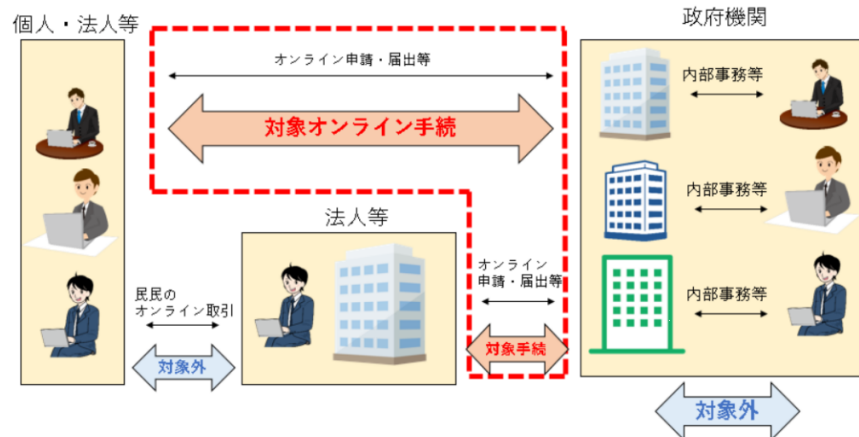 個人・法人等
政府機関
オンライン申請・届出等
対象オンライン手続
内部事務等
内部事務等
内部事務等
法人等
民民の
オンライン取引
対象外
オンライン
申請・届出等
対象手続
対象外